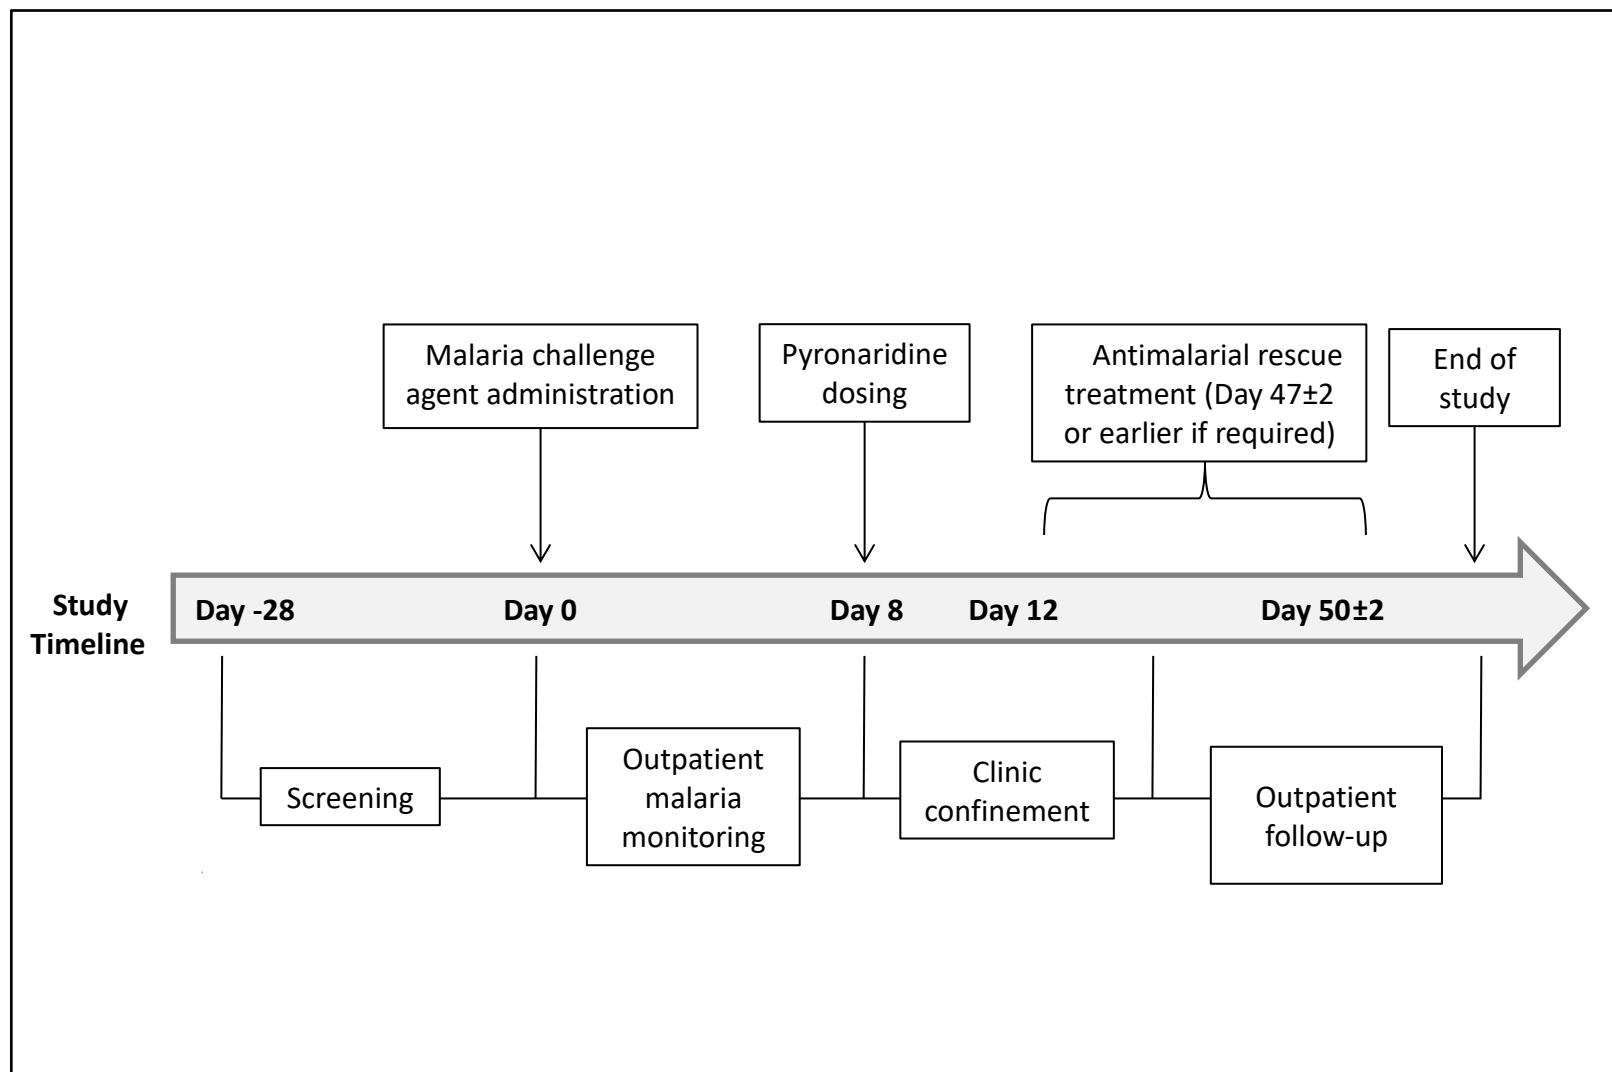 Malaria challenge
agent administration
Pyronaridine
dosing
Antimalarial rescue
treatment (Day 47±2
or earlier if required)
End of
study
Study
Timeline
Day -28
Day 0
Day 8
Day 12
Day 50±2
Screening
Outpatient
malaria
monitoring
Clinic
confinement
Outpatient
follow-up